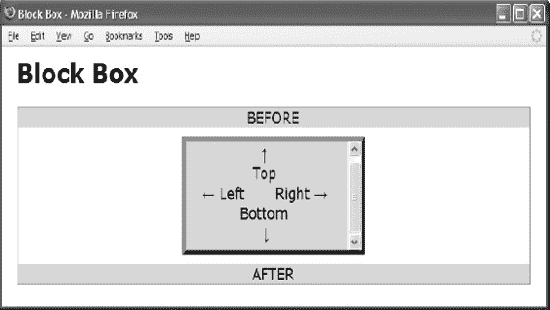 Block Box - Mozilla Firefox
File Edit View Go Bookmarks Tools Help
Block Box
BEFORE
↑
Top
← Left Right →
Bottom
↓
AFTER